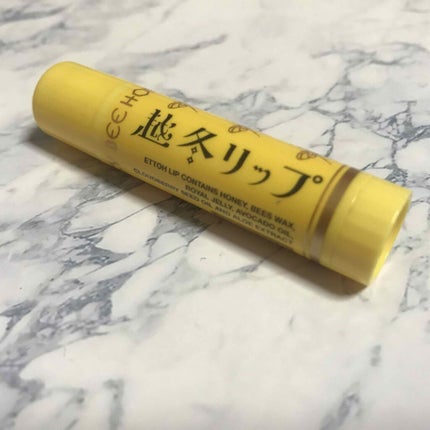 BEE HO
越冬リップ
ETTOH LIP CONTAINS HONEY, BEES WAX,
ROYAL JELLY, AVOCADO OIL,
CLOUDBERRY SEED OIL AND ALOE EXTRACT